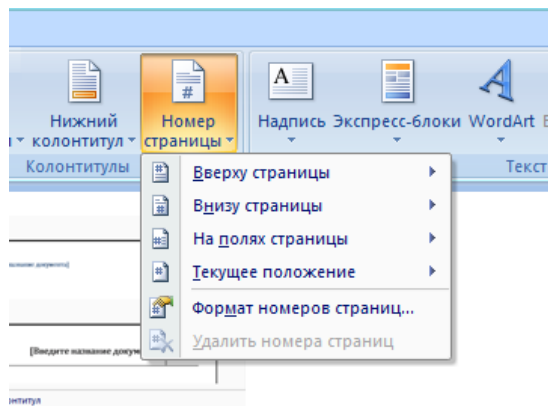 Нижний
колонтитул
Номер
страницы
Надпись Экспресс-блоки WordArt
Колонтитулы
Текст
Вверху страницы
Внизу страницы
На полях страницы
Текущее положение
Формат номеров страниц...
Удалить номера страниц
[Введите название